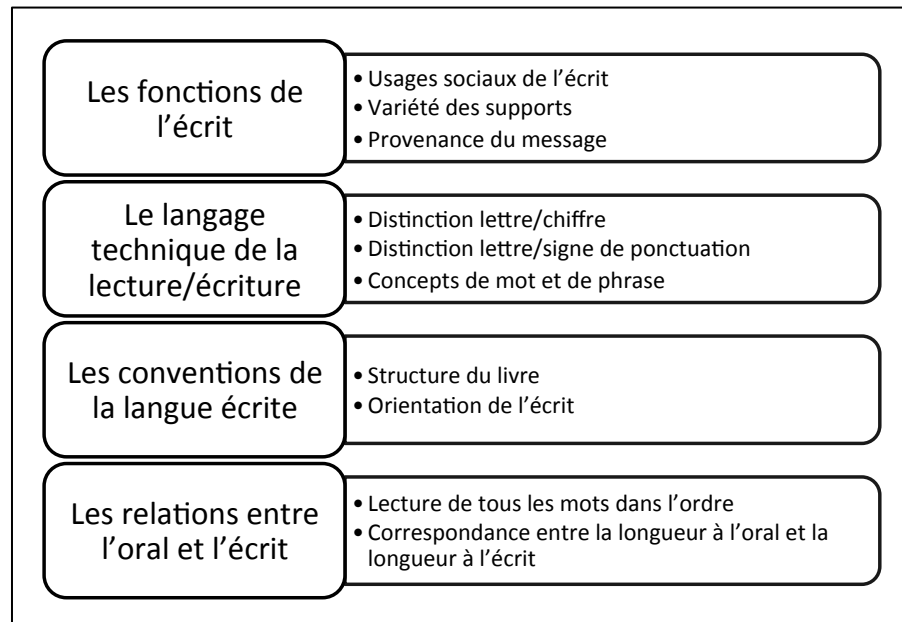 Les fonctions de
l'écrit
• Usages sociaux de l'écrit
• Variété des supports
• Provenance du message
Le langage
technique de la
lecture/écriture
• Distinction lettre/chiffre
• Distinction lettre/signe de ponctuation
• Concepts de mot et de phrase
Les conventions de
la langue écrite
• Structure du livre
• Orientation de l'écrit
Les relations entre
l'oral et l'écrit
• Lecture de tous les mots dans l'ordre
• Correspondance entre la longueur à l'oral et la
longueur à l'écrit